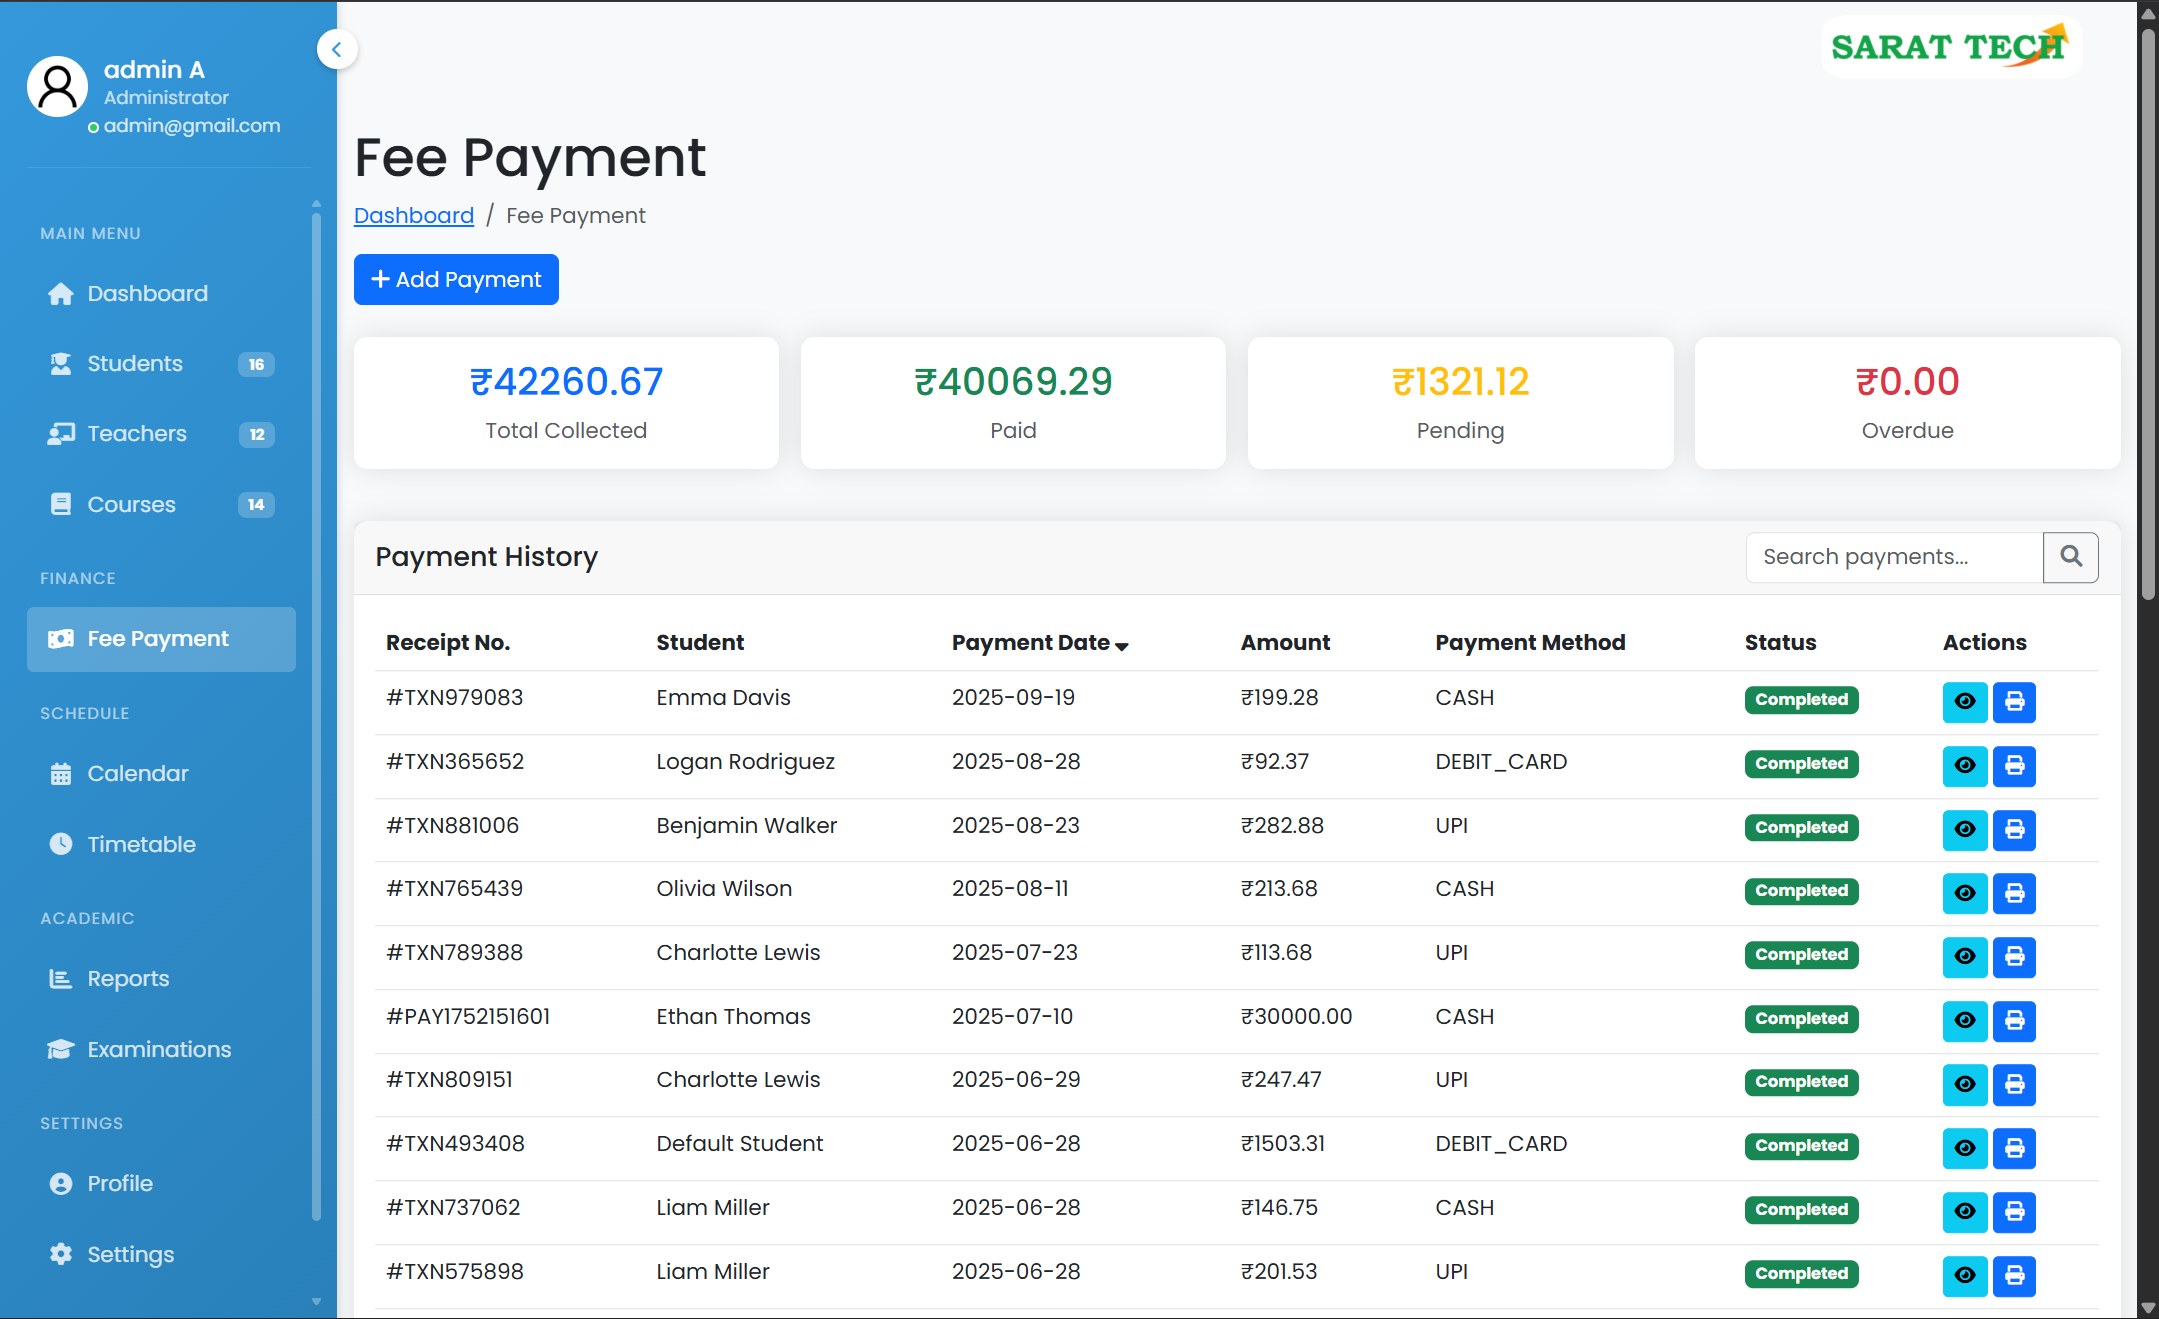 admin A
Administrator
admin@gmail.com
MAIN MENU
Dashboard
Students 16
Teachers 12
Courses 14
FINANCE
Fee Payment
SCHEDULE
Calendar
Timetable
ACADEMIC
Reports
Examinations
SETTINGS
Profile
Settings
SARAT TECH
Fee Payment
Dashboard / Fee Payment
+ Add Payment
₹42260.67
Total Collected
₹40069.29
Paid
₹1321.12
Pending
₹0.00
Overdue
Payment History
Search payments...
Receipt No. Student Payment Date Amount Payment Method Status Actions
#TXN979083 Emma Davis 2025-09-19 ₹199.28 CASH Completed
#TXN365652 Logan Rodriguez 2025-08-28 ₹92.37 DEBIT_CARD Completed
#TXN881006 Benjamin Walker 2025-08-23 ₹282.88 UPI Completed
#TXN765439 Olivia Wilson 2025-08-11 ₹213.68 CASH Completed
#TXN789388 Charlotte Lewis 2025-07-23 ₹113.68 UPI Completed
#PAY1752151601 Ethan Thomas 2025-07-10 ₹30000.00 CASH Completed
#TXN809151 Charlotte Lewis 2025-06-29 ₹247.47 UPI Completed
#TXN493408 Default Student 2025-06-28 ₹1503.31 DEBIT_CARD Completed
#TXN737062 Liam Miller 2025-06-28 ₹146.75 CASH Completed
#TXN575898 Liam Miller 2025-06-28 ₹201.53 UPI Completed